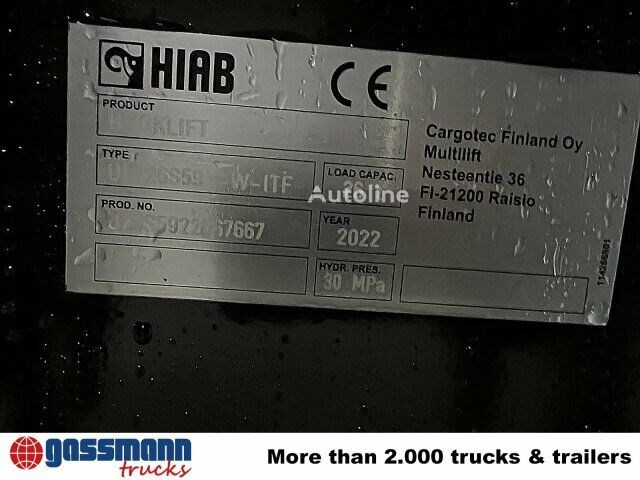 HIAB CE
PRODUCT
TYPE
W-ITF
LOAD CAPAC.
PROD. NO.
YEAR
2022
HYDR. PRES.
30 MPa
Cargotec Finland Oy
Multilift
Nesteentie 36
FI-21200 Raisio
Finland
Autoline
gassmann
trucks
More than 2.000 trucks & trailers